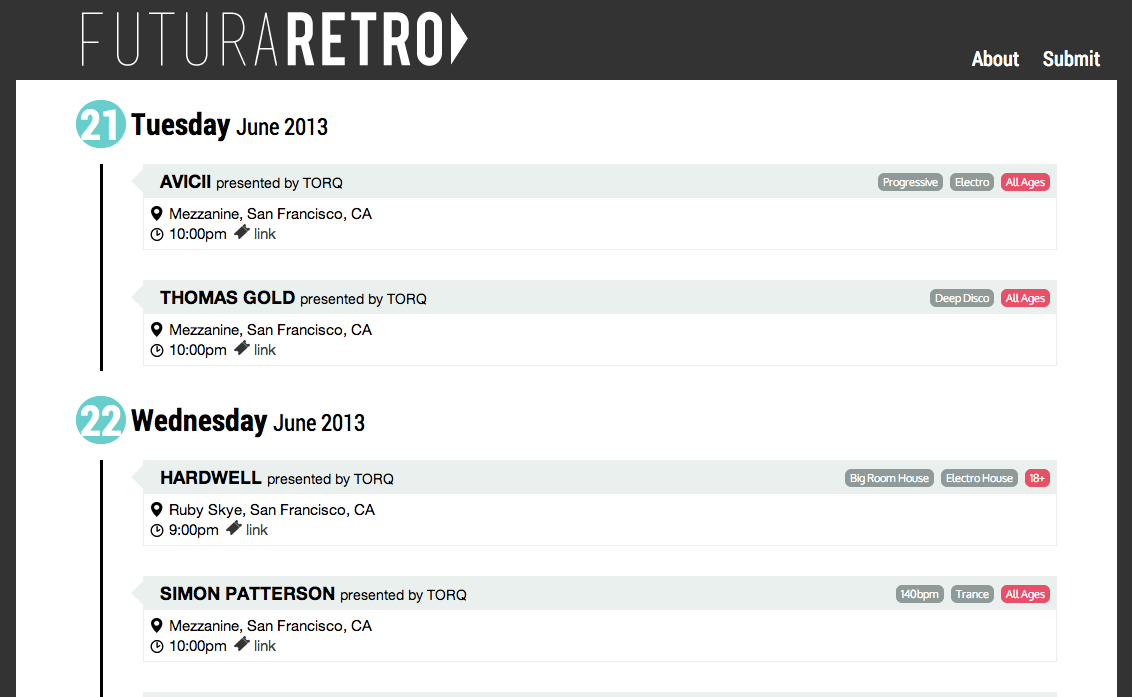 FUTURARETRO
About Submit
21 Tuesday June 2013
AVICII presented by TORQ Progressive Electro All Ages
Mezzanine, San Francisco, CA
10:00pm link
THOMAS GOLD presented by TORQ Deep Disco All Ages
Mezzanine, San Francisco, CA
10:00pm link
22 Wednesday June 2013
HARDWELL presented by TORQ Big Room House Electro House 18+
Ruby Skye, San Francisco, CA
9:00pm link
SIMON PATTERSON presented by TORQ 140bpm Trance All Ages
Mezzanine, San Francisco, CA
10:00pm link